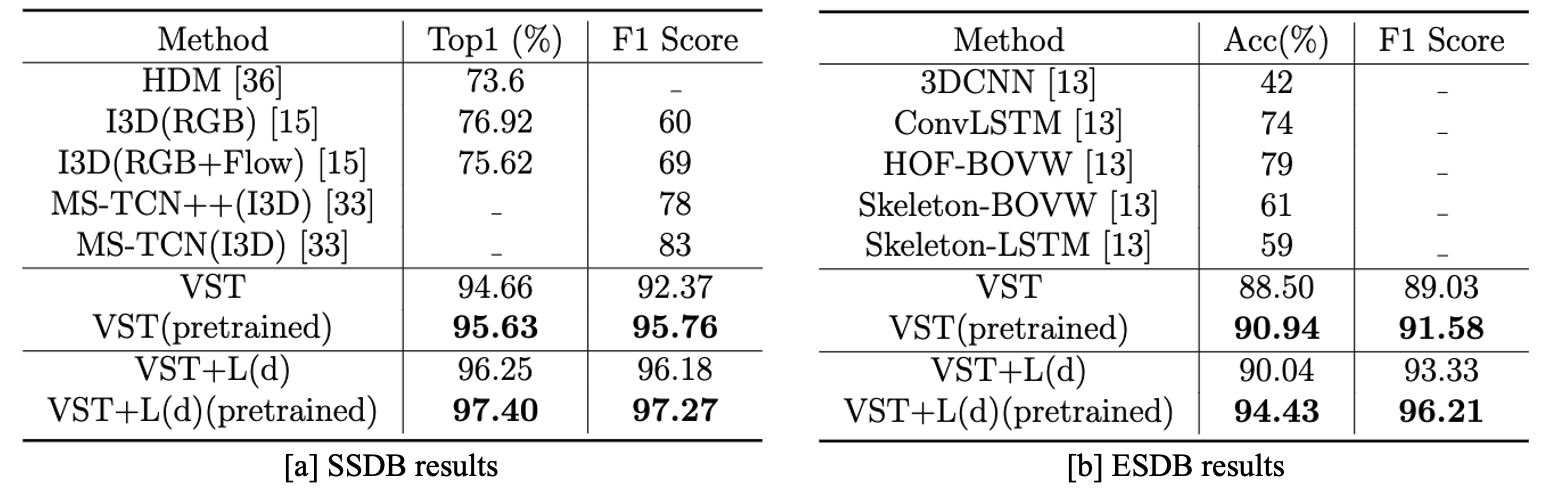 Method Top1 (%) F1 Score
HDM [36] 73.6 -
I3D(RGB) [15] 76.92 60
I3D(RGB+Flow) [15] 75.62 69
MS-TCN++(I3D) [33] - 78
MS-TCN(I3D) [33] - 83
VST 94.66 92.37
VST(pretrained) 95.63 95.76
VST+L(d) 96.25 96.18
VST+L(d)(pretrained) 97.40 97.27
[a] SSDB results
Method Acc(%) F1 Score
3DCNN [13] 42 -
ConvLSTM [13] 74 -
HOF-BOVW [13] 79 -
Skeleton-BOVW [13] 61 -
Skeleton-LSTM [13] 59 -
VST 88.50 89.03
VST(pretrained) 90.94 91.58
VST+L(d) 90.04 93.33
VST+L(d)(pretrained) 94.43 96.21
[b] ESDB results